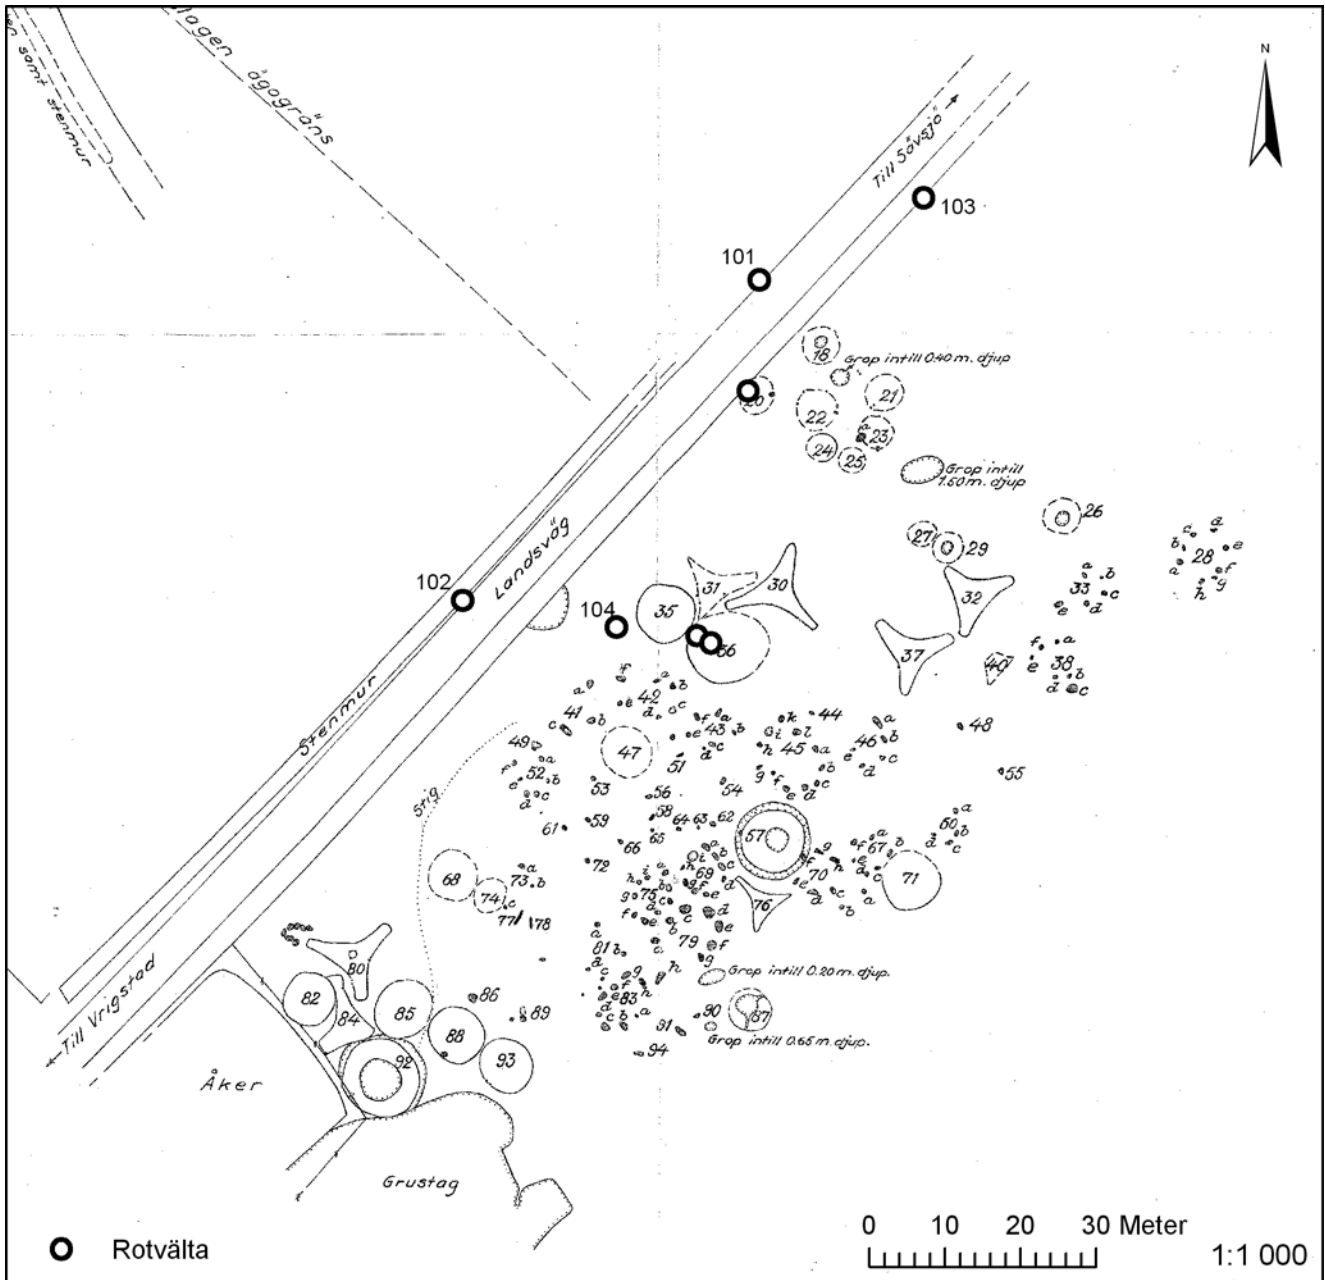 lagen ägogräns
samt stenmur
N
Till Sävsjö
103
101
18
Grop intill 0.40 m. djup
20
21
22
a
23
24
25
Grop intill
1.50 m. djup
26
27
29
a
c
b
28
e
a
f
g
h
Landsväg
102
104
31
30
35
36
32
33
a
b
c
d
e
37
40
38
f
a
e
b
d
c
Stenmur
f
a
b
a
e
42
c
d
41
b
c
f
a
43
b
e
c
d
k
44
i
l
h
45
a
g
f
b
e
d
c
a
46
b
e
c
d
48
49
47
51
f
52
a
b
e
c
d
53
54
55
56
Stig
58
59
61
64
63
62
65
66
57
a
60
b
d
c
f
a
67
b
e
d
c
a
71
68
72
73
a
b
c
74
77
78
a
b
i
c
h
69
d
g
f
e
i
a
h
b
g
75
c
d
f
e
g
f
h
70
e
d
c
b
a
76
c
d
b
e
a
79
f
g
h
80
81
a
b
c
82
84
85
86
g
f
h
e
83
a
d
c
b
Grop intill 0.20 m. djup.
87
88
89
90
91
Grop intill 0.65 m. djup.
92
93
94
Till Vrigstad
Åker
Grustag
0 10 20 30 Meter
1:1 000
Rotvälta